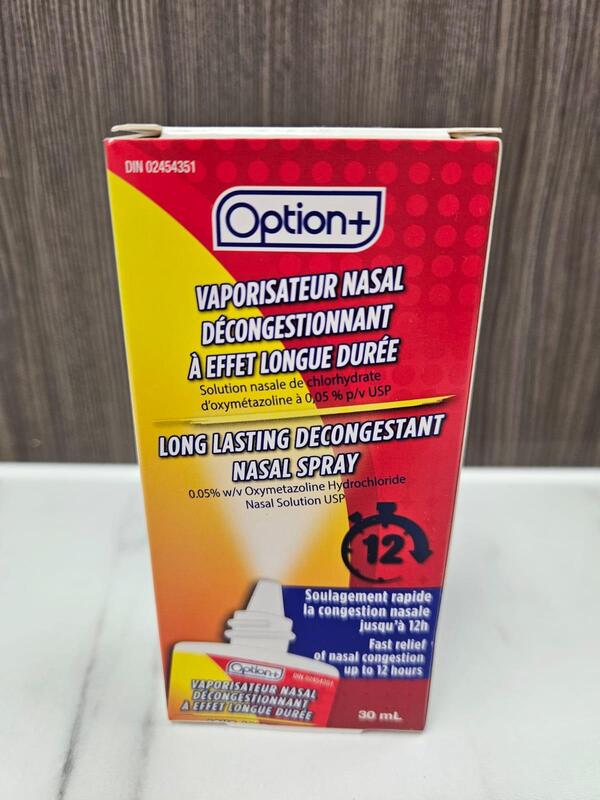 DIN 02454351
Option+
VAPORISATEUR NASAL
DÉCONGESTIONNANT
À EFFET LONGUE DURÉE
Solution nasale de chlorhydrate
d'oxymétazoline à 0,05 % p/v USP
LONG LASTING DECONGESTANT
NASAL SPRAY
0.05% w/v Oxymetazoline Hydrochloride
Nasal Solution USP
12
Soulagement rapide
la congestion nasale
jusqu'à 12h
Fast relief
of nasal congestion
up to 12 hours
Option+
DIN 02454351
VAPORISATEUR NASAL
DÉCONGESTIONNANT
À EFFET LONGUE DURÉE
30 mL